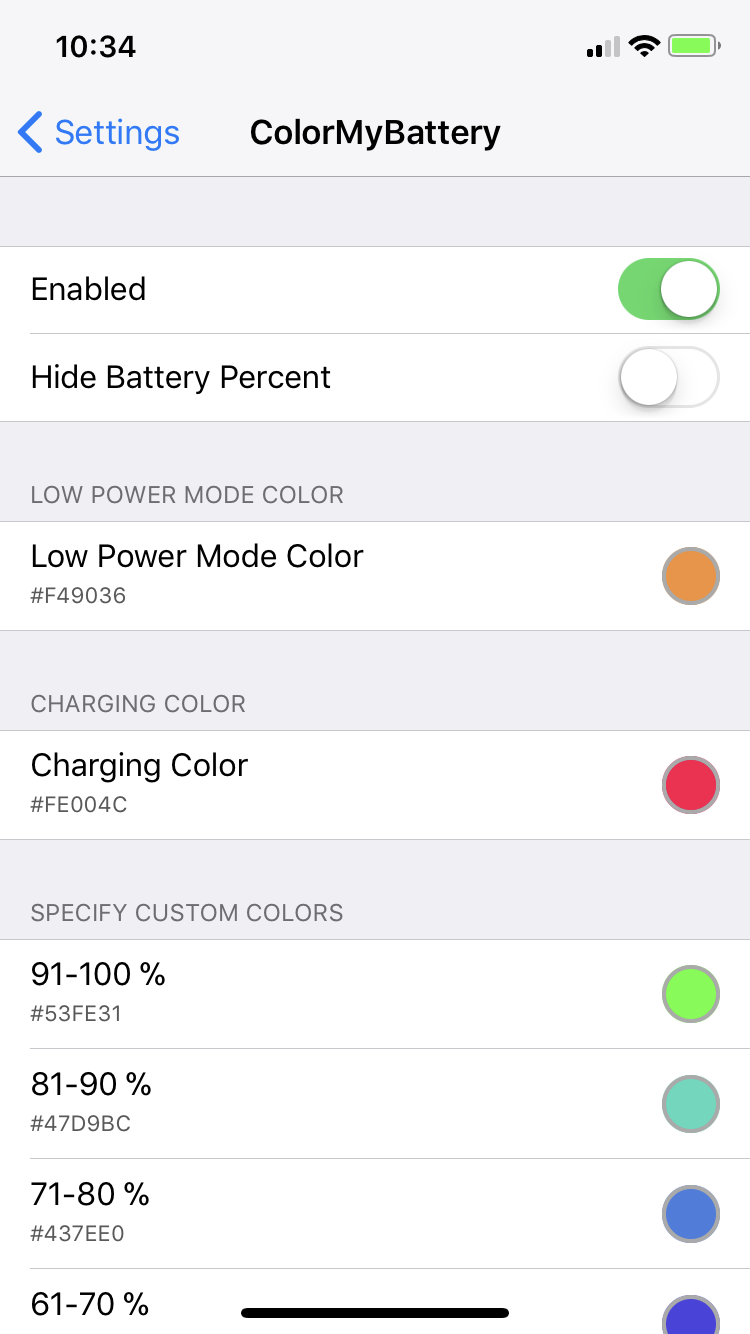 10:34
Settings
ColorMyBattery
Enabled
Hide Battery Percent
LOW POWER MODE COLOR
Low Power Mode Color
#F49036
CHARGING COLOR
Charging Color
#FE004C
SPECIFY CUSTOM COLORS
91-100 %
#53FE31
81-90 %
#47D9BC
71-80 %
#437EE0
61-70 %